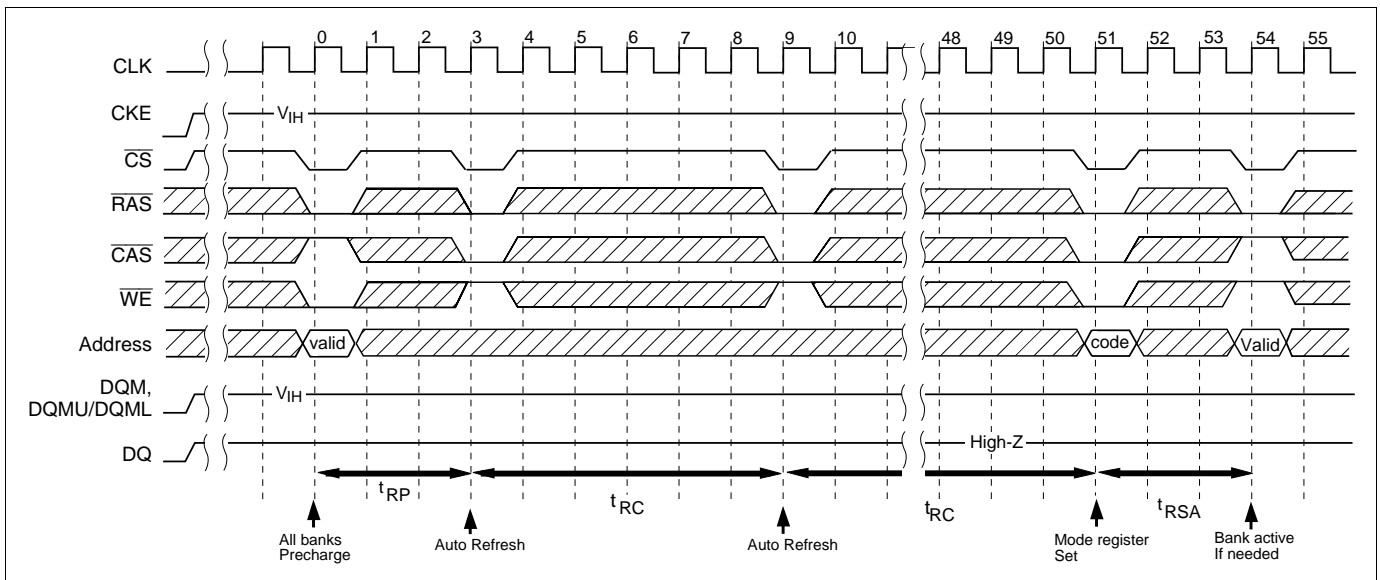 0 1 2 3 4 5 6 7 8 9 10 48 49 50 51 52 53 54 55
CLK
CKE VIH
CS
RAS
CAS
WE
Address valid code Valid
DQM,
DQMU/DQML VIH
DQ High-Z
tRP tRC tRC tRSA
All banks
Precharge
Auto Refresh
Auto Refresh
Mode register
Set
Bank active
If needed